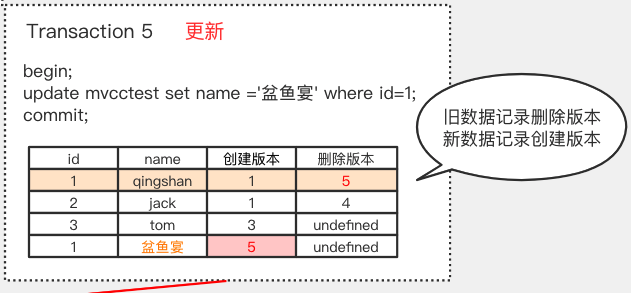 Transaction 5 更新
begin;
update mvcctest set name ='盆鱼宴' where id=1;
commit;
旧数据记录删除版本
新数据记录创建版本
id name 创建版本 删除版本
1 qingshan 1 5
2 jack 1 4
3 tom 3 undefined
1 盆鱼宴 5 undefined